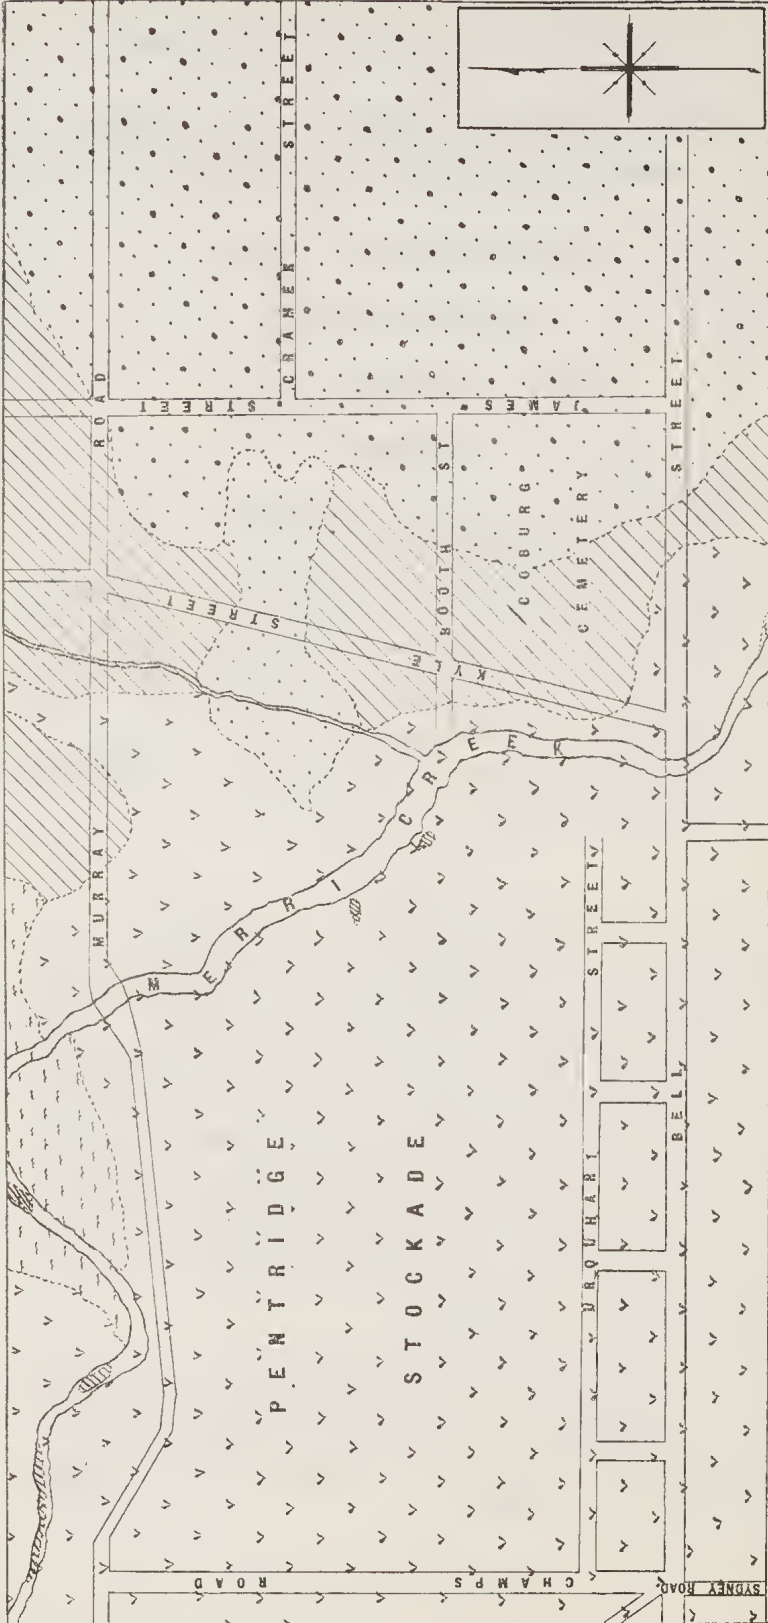 MURRAY ROAD
CRAMER STREET
JAMES STREET
KYLE STREET
BOOTH ST
COBURG
CEMETERY
MERRI CREEK
PENTRIDGE
STOCKADE
URQUHART STREET
BELL STREET
CHAMPS ROAD
SYDNEY ROAD